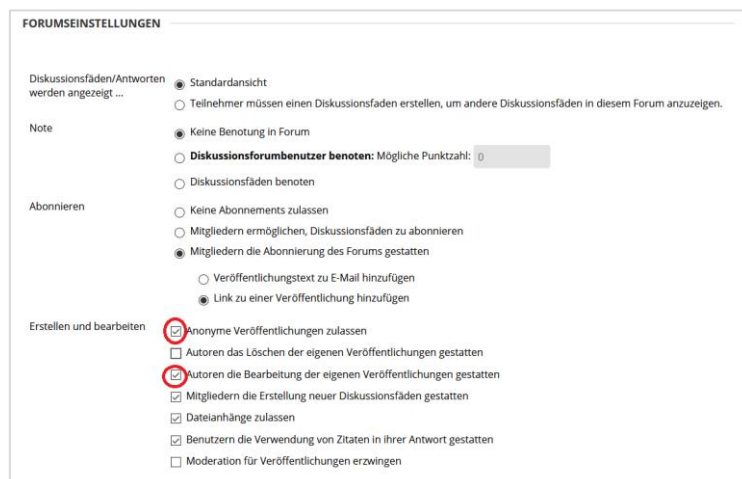 FORUMSEINSTELLUNGEN
Diskussionsfäden/Antworten
werden angezeigt ...
Standardansicht
Teilnehmer müssen einen Diskussionsfaden erstellen, um andere Diskussionsfäden in diesem Forum anzuzeigen.
Note
Keine Benotung in Forum
Diskussionsforumbenutzer benoten: Mögliche Punktzahl: 0
Diskussionsfäden benoten
Abonnieren
Keine Abonnements zulassen
Mitgliedern ermöglichen, Diskussionsfäden zu abonnieren
Mitgliedern die Abonnierung des Forums gestatten
Veröffentlichungstext zu E-Mail hinzufügen
Link zu einer Veröffentlichung hinzufügen
Erstellen und bearbeiten
Anonyme Veröffentlichungen zulassen
Autoren das Löschen der eigenen Veröffentlichungen gestatten
Autoren die Bearbeitung der eigenen Veröffentlichungen gestatten
Mitgliedern die Erstellung neuer Diskussionsfäden gestatten
Dateianhänge zulassen
Benutzern die Verwendung von Zitaten in ihrer Antwort gestatten
Moderation für Veröffentlichungen erzwingen